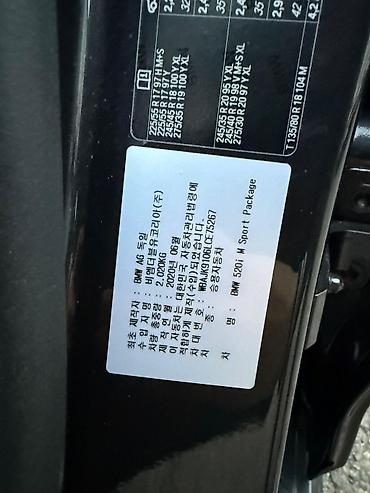 225/55 R 17 97 H M+S
225/55 R 17 97 Y
245/45 R 18 100 Y XL
275/35 R 19 100 Y XL
245/35 R 20 95 Y XL
245/40 R 19 98 V M+S XL
275/30 R 20 97 Y XL
T 135/80 R 18 104 M
최초 제작자 : BMW AG 독일
수 입 자 명 : 비엠더블유코리아(주)
차량 총중량 : 2,020KG
제 작 연 월 : 2020년 06월
이 자동차는 대한민국 자동차관리법령에
적합하게 제작(수입)되었습니다.
차 대 번 호 : WBAJK9106LCE75267
차 종 : 승용자동차
차 명 : BMW 520i M Sport Package